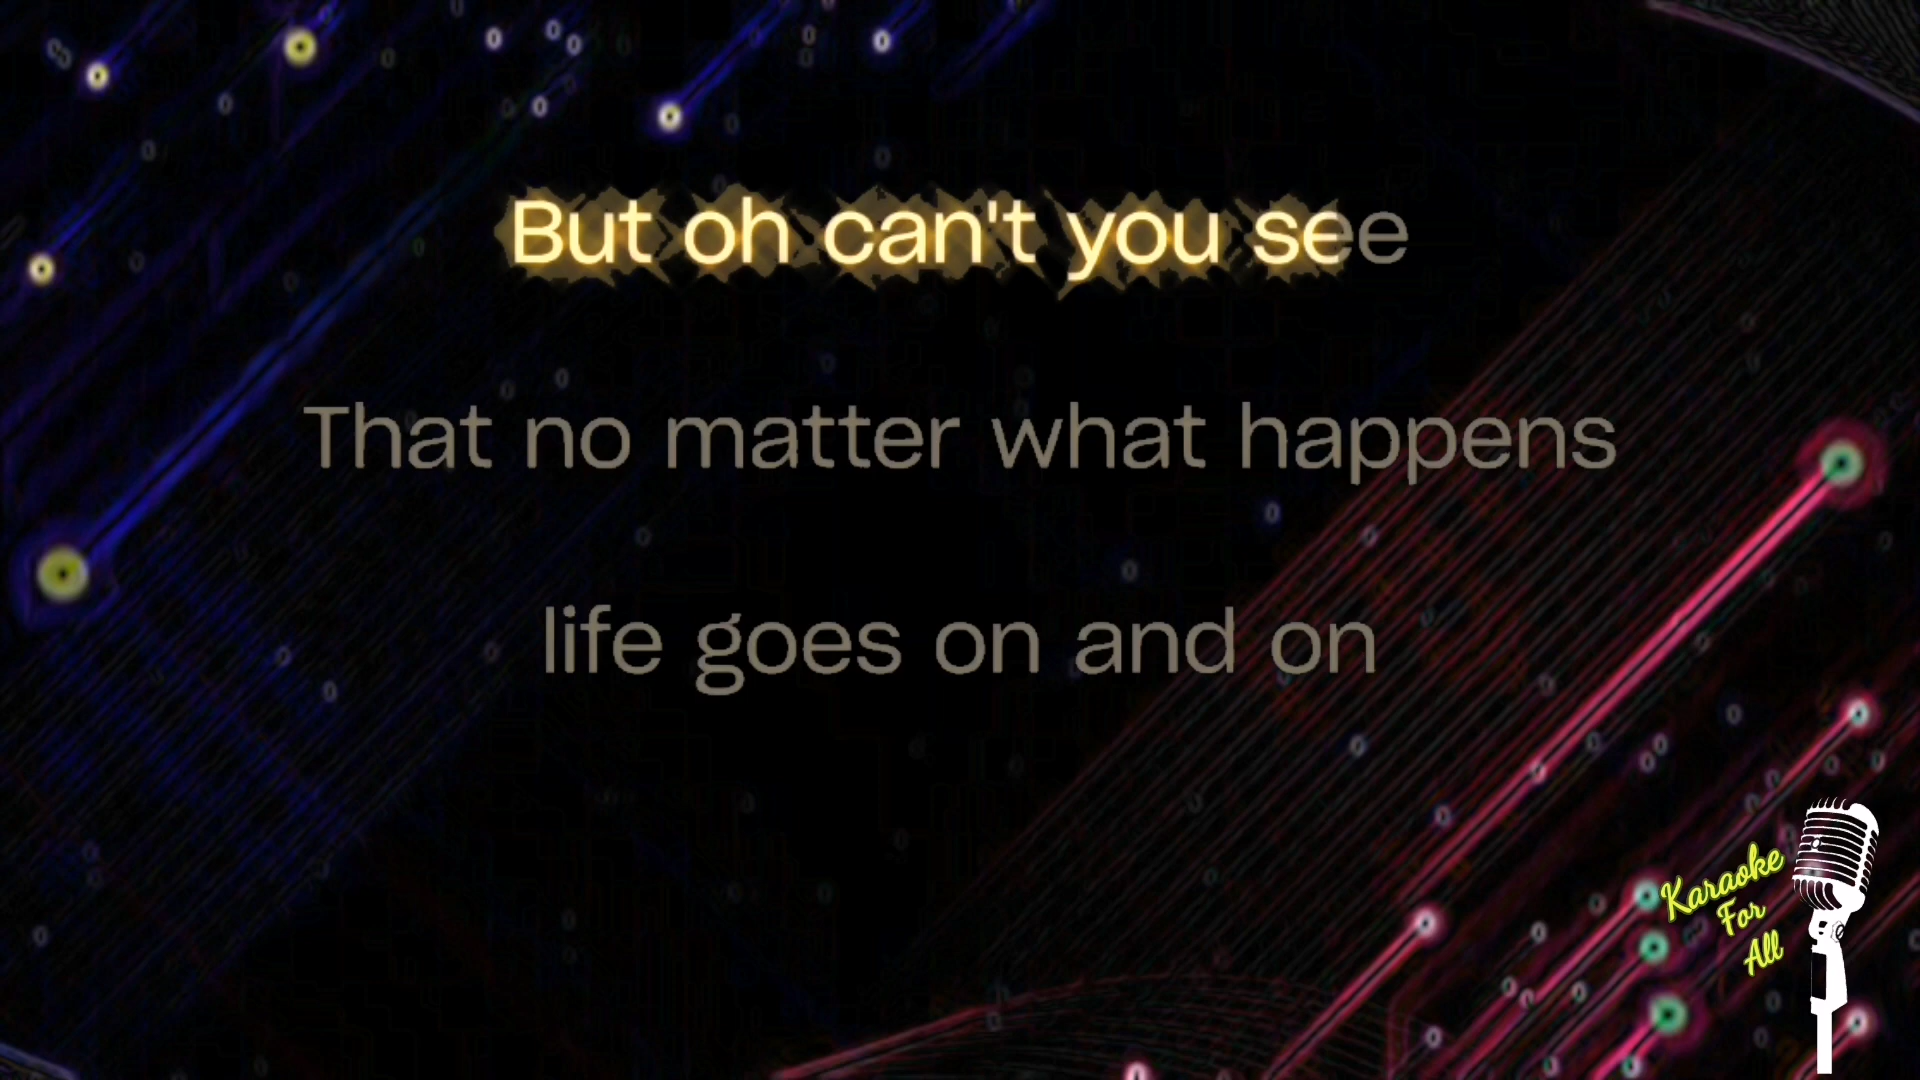 But oh can't you see
That no matter what happens
life goes on and on
Karaoke
For
All